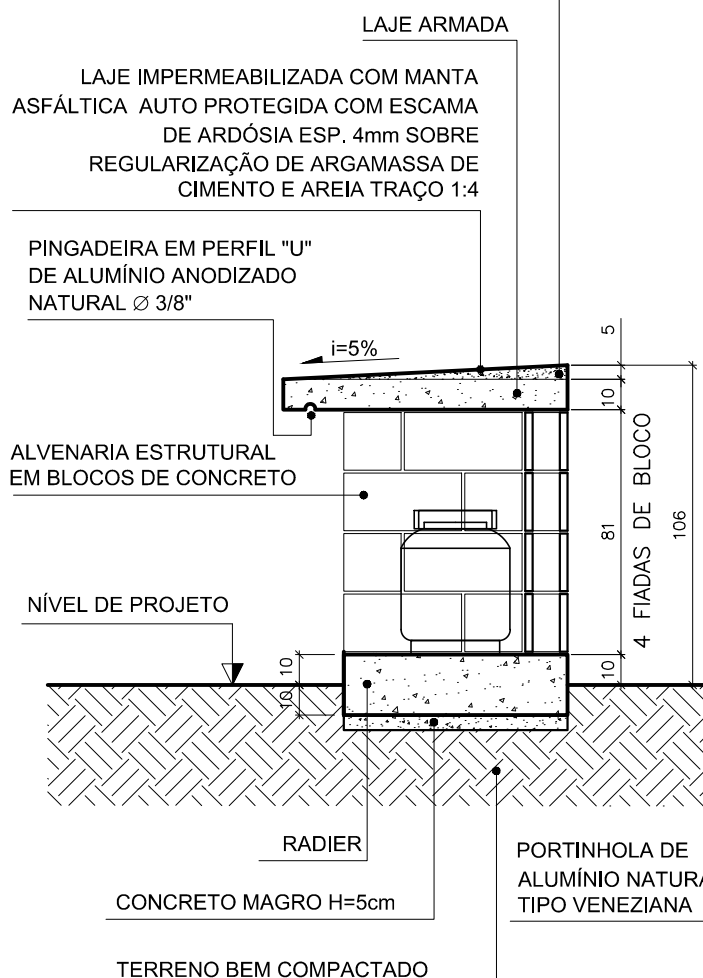 LAJE ARMADA
LAJE IMPERMEABILIZADA COM MANTA
ASFÁLTICA AUTO PROTEGIDA COM ESCAMA
DE ARDÓSIA ESP. 4mm SOBRE
REGULARIZAÇÃO DE ARGAMASSA DE
CIMENTO E AREIA TRAÇO 1:4
PINGADEIRA EM PERFIL "U"
DE ALUMÍNIO ANODIZADO
NATURAL ∅ 3/8"
i=5%
5
10
ALVENARIA ESTRUTURAL
EM BLOCOS DE CONCRETO
81
4 FIADAS DE BLOCO
106
NÍVEL DE PROJETO
10
10
10
RADIER
PORTINHOLA DE
ALUMÍNIO NATURA
TIPO VENEZIANA
CONCRETO MAGRO H=5cm
TERRENO BEM COMPACTADO